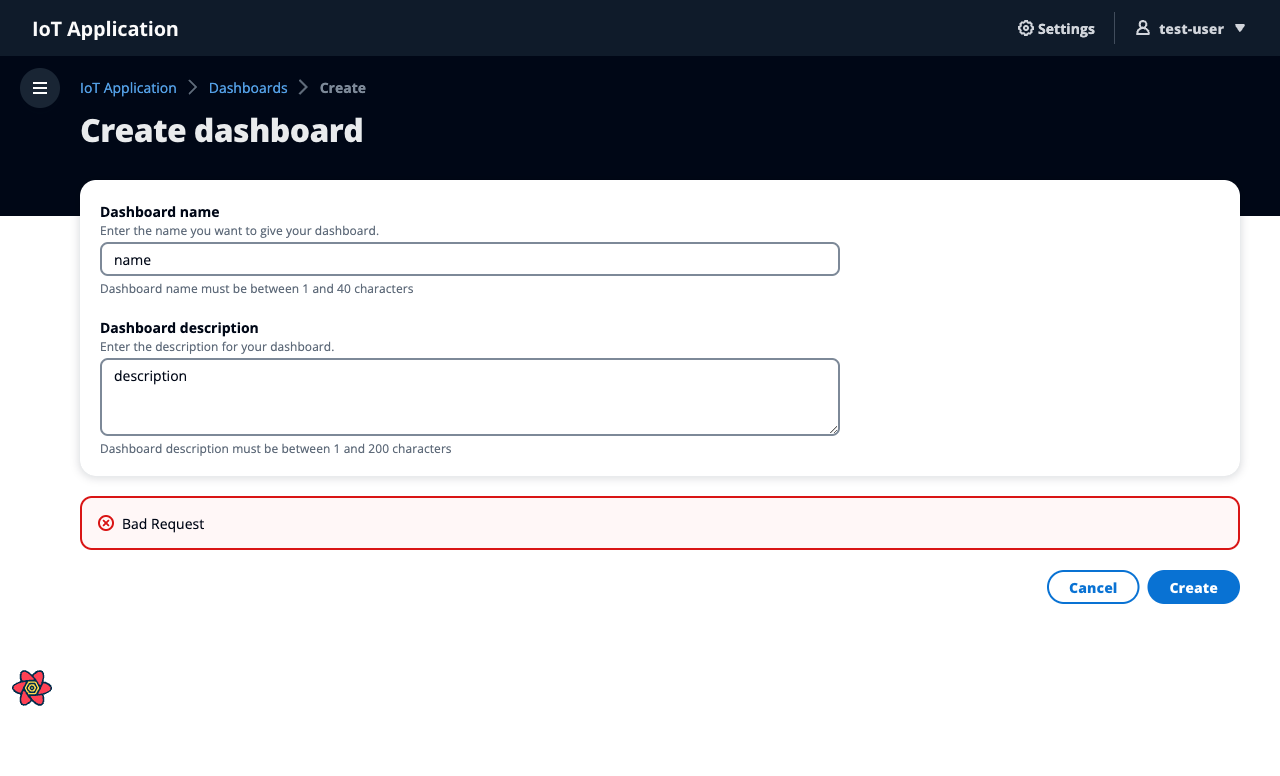 IoT Application
Settings
test-user
IoT Application
Dashboards
Create
Create dashboard
Dashboard name
Enter the name you want to give your dashboard.
name
Dashboard name must be between 1 and 40 characters
Dashboard description
Enter the description for your dashboard.
description
Dashboard description must be between 1 and 200 characters
Bad Request
Cancel
Create